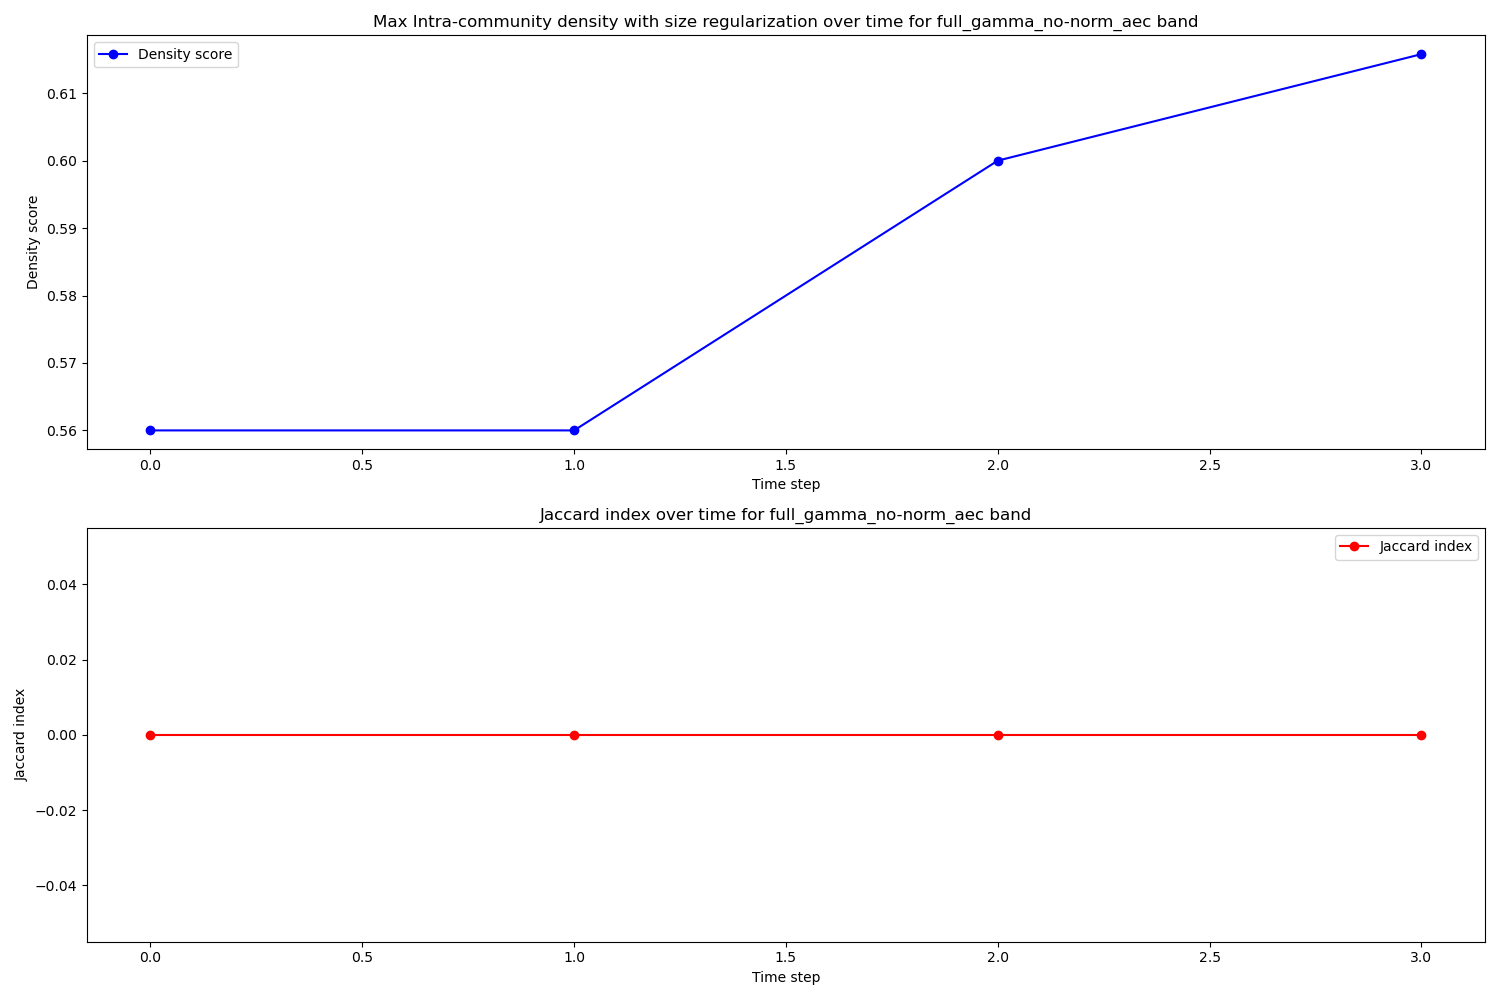 Max Intra-community density with size regularization over time for full_gamma_no-norm_aec band
Density score
0.61
0.60
0.59
0.58
0.57
0.56
Density score
0.0 0.5 1.0 1.5 2.0 2.5 3.0
Time step
Jaccard index over time for full_gamma_no-norm_aec band
Jaccard index
0.04
0.02
0.00
−0.02
−0.04
Jaccard index
0.0 0.5 1.0 1.5 2.0 2.5 3.0
Time step